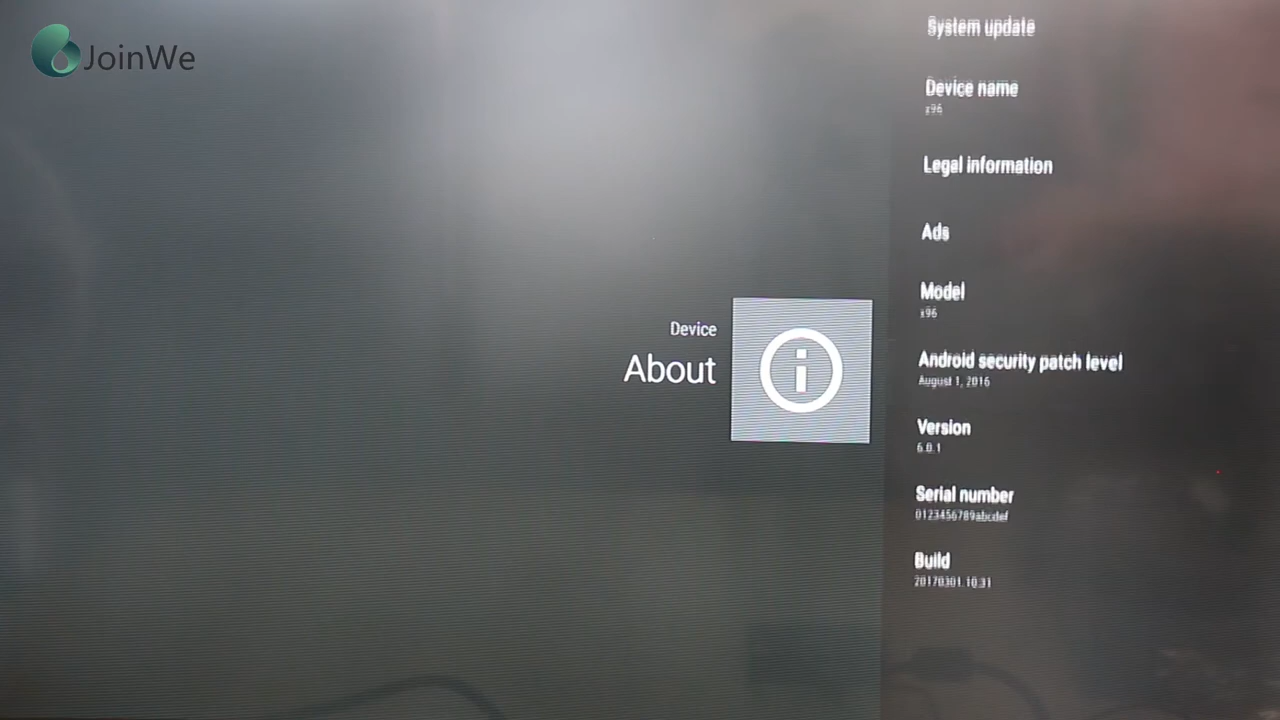 JoinWe
System update
Device name
x96
Legal information
Ads
Model
x96
Device
About
Android security patch level
August 1, 2016
Version
6.0.1
Serial number
0123456789abcdef
Build
20170301.10.31